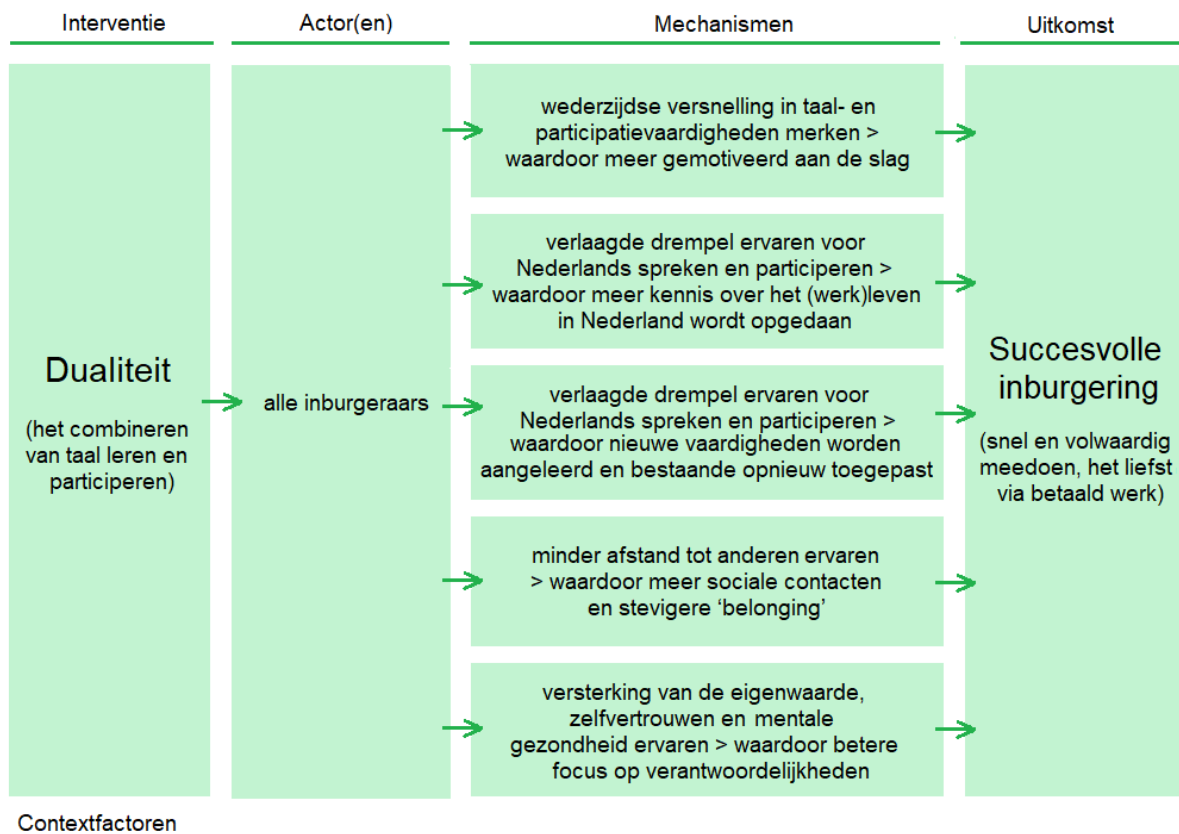 Interventie
Actor(en)
Mechanismen
Uitkomst
Dualiteit
(het combineren
van taal leren en
participeren)
alle inburgeraars
wederzijdse versnelling in taal- en
participatievaardigheden merken >
waardoor meer gemotiveerd aan de slag
verlaagde drempel ervaren voor
Nederlands spreken en participeren >
waardoor meer kennis over het (werk)leven
in Nederland wordt opgedaan
verlaagde drempel ervaren voor
Nederlands spreken en participeren >
waardoor nieuwe vaardigheden worden
aangeleerd en bestaande opnieuw toegepast
minder afstand tot anderen ervaren
> waardoor meer sociale contacten
en stevigere ‘belonging’
versterking van de eigenwaarde,
zelfvertrouwen en mentale
gezondheid ervaren > waardoor betere
focus op verantwoordelijkheden
Succesvolle
inburgering
(snel en volwaardig
meedoen, het liefst
via betaald werk)
Contextfactoren